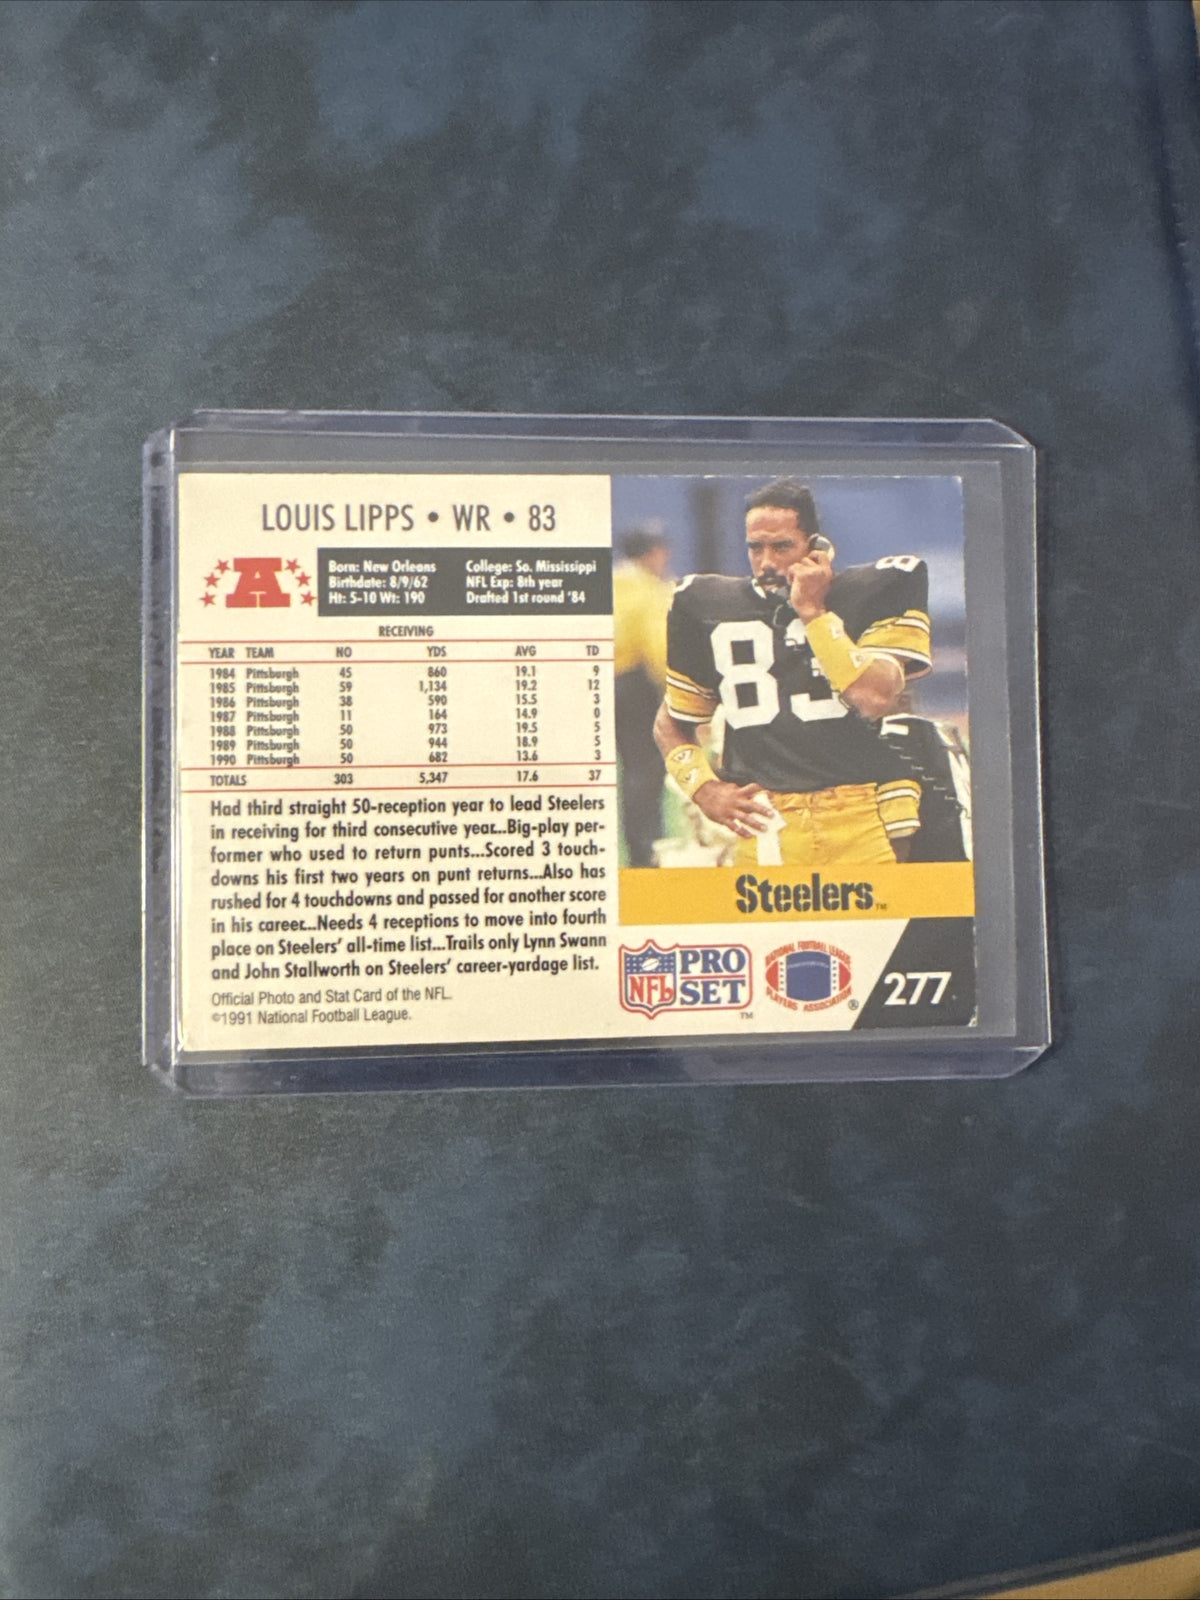 LOUIS LIPPS • WR • 83
A
Born: New Orleans
Birthdate: 8/9/62
Ht: 5-10 Wt: 190
College: So. Mississippi
NFL Exp: 8th year
Drafted 1st round '84
RECEIVING
YEAR TEAM NO YDS AVG TD
1984 Pittsburgh 45 860 19.1 9
1985 Pittsburgh 59 1,134 19.2 12
1986 Pittsburgh 38 590 15.5 3
1987 Pittsburgh 11 164 14.9 0
1988 Pittsburgh 50 973 19.5 5
1989 Pittsburgh 50 944 18.9 5
1990 Pittsburgh 50 682 13.6 3
TOTALS 303 5,347 17.6 37
Had third straight 50-reception year to lead Steelers
in receiving for third consecutive year...Big-play per-
former who used to return punts...Scored 3 touch-
downs his first two years on punt returns...Also has
rushed for 4 touchdowns and passed for another score
in his career...Needs 4 receptions to move into fourth
place on Steelers' all-time list...Trails only Lynn Swann
and John Stallworth on Steelers' career-yardage list.
Official Photo and Stat Card of the NFL.
©1991 National Football League.
83
8
Steelers™
NFL PRO SET™
NATIONAL FOOTBALL LEAGUE
PLAYERS ASSOCIATION®
277